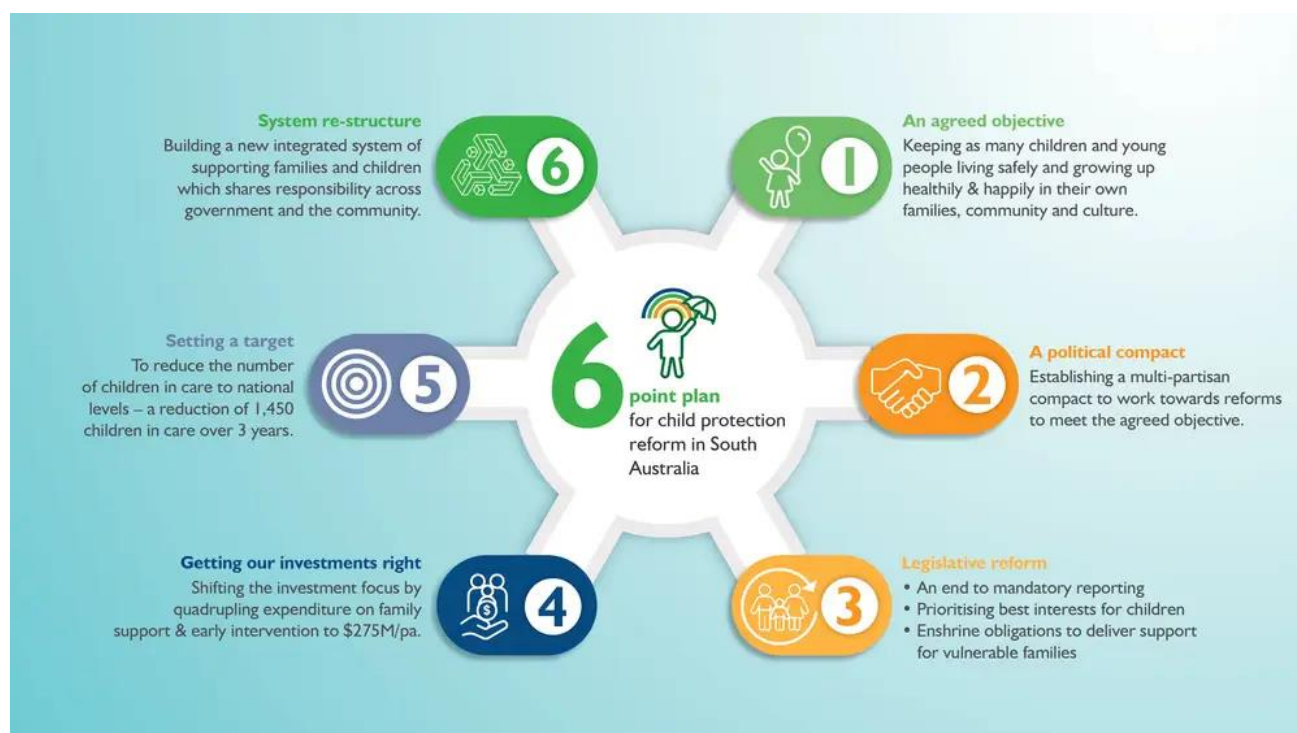 6
point plan
for child protection
reform in South
Australia
1
An agreed objective
Keeping as many children and young
people living safely and growing up
healthily & happily in their own
families, community and culture.
2
A political compact
Establishing a multi-partisan
compact to work towards reforms
to meet the agreed objective.
3
Legislative reform
• An end to mandatory reporting
• Prioritising best interests for children
• Enshrine obligations to deliver support
for vulnerable families
4
Getting our investments right
Shifting the investment focus by
quadrupling expenditure on family
support & early intervention to $275M/pa.
$
5
Setting a target
To reduce the number
of children in care to national
levels – a reduction of 1,450
children in care over 3 years.
6
System re-structure
Building a new integrated system of
supporting families and children
which shares responsibility across
government and the community.